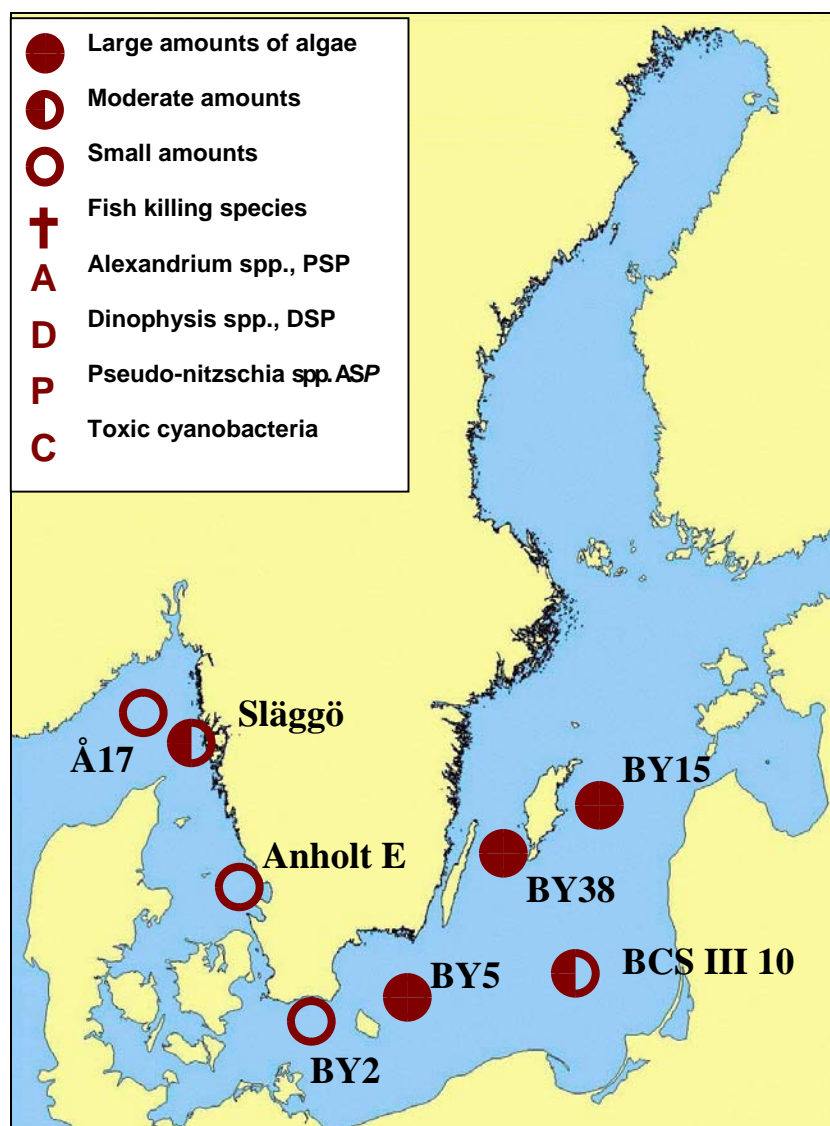 Large amounts of algae
Moderate amounts
Small amounts
Fish killing species
A Alexandrium spp., PSP
D Dinophysis spp., DSP
P Pseudo-nitzschia spp. ASP
C Toxic cyanobacteria
Släggö
Å17
BY15
Anholt E
BY38
BCS III 10
BY5
BY2